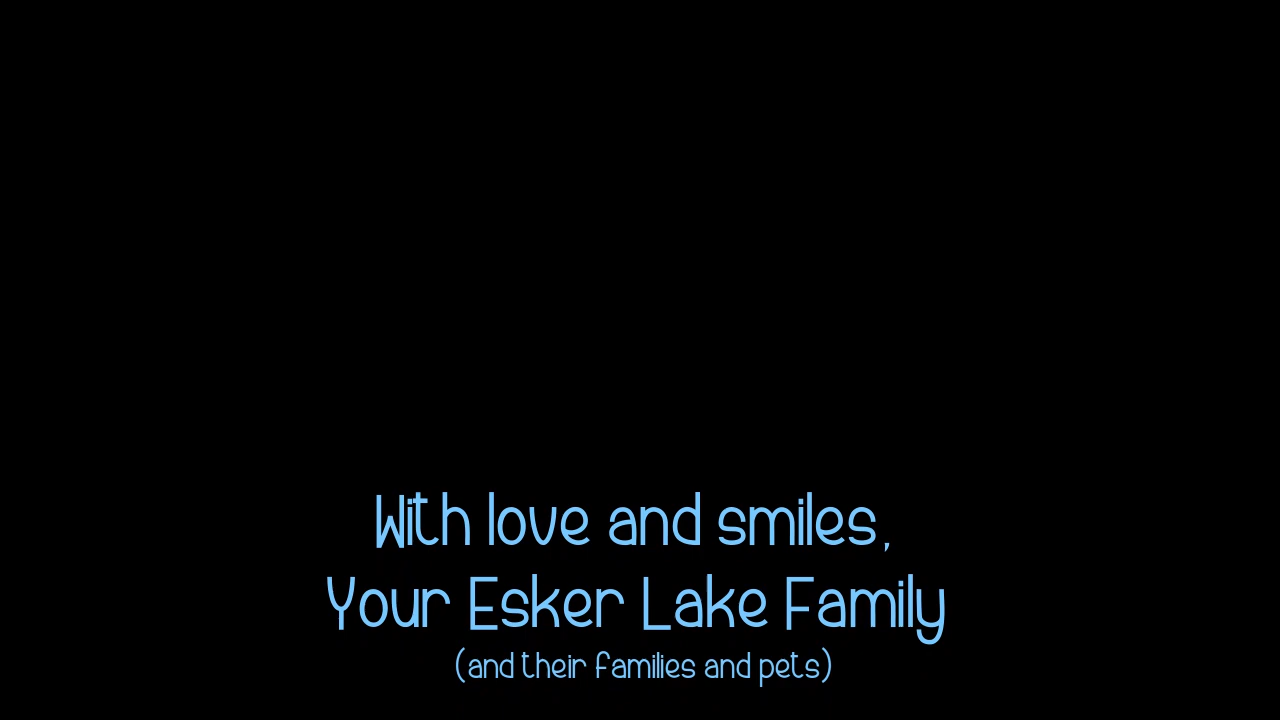 With love and smiles,
Your Esker Lake Family
(and their families and pets)